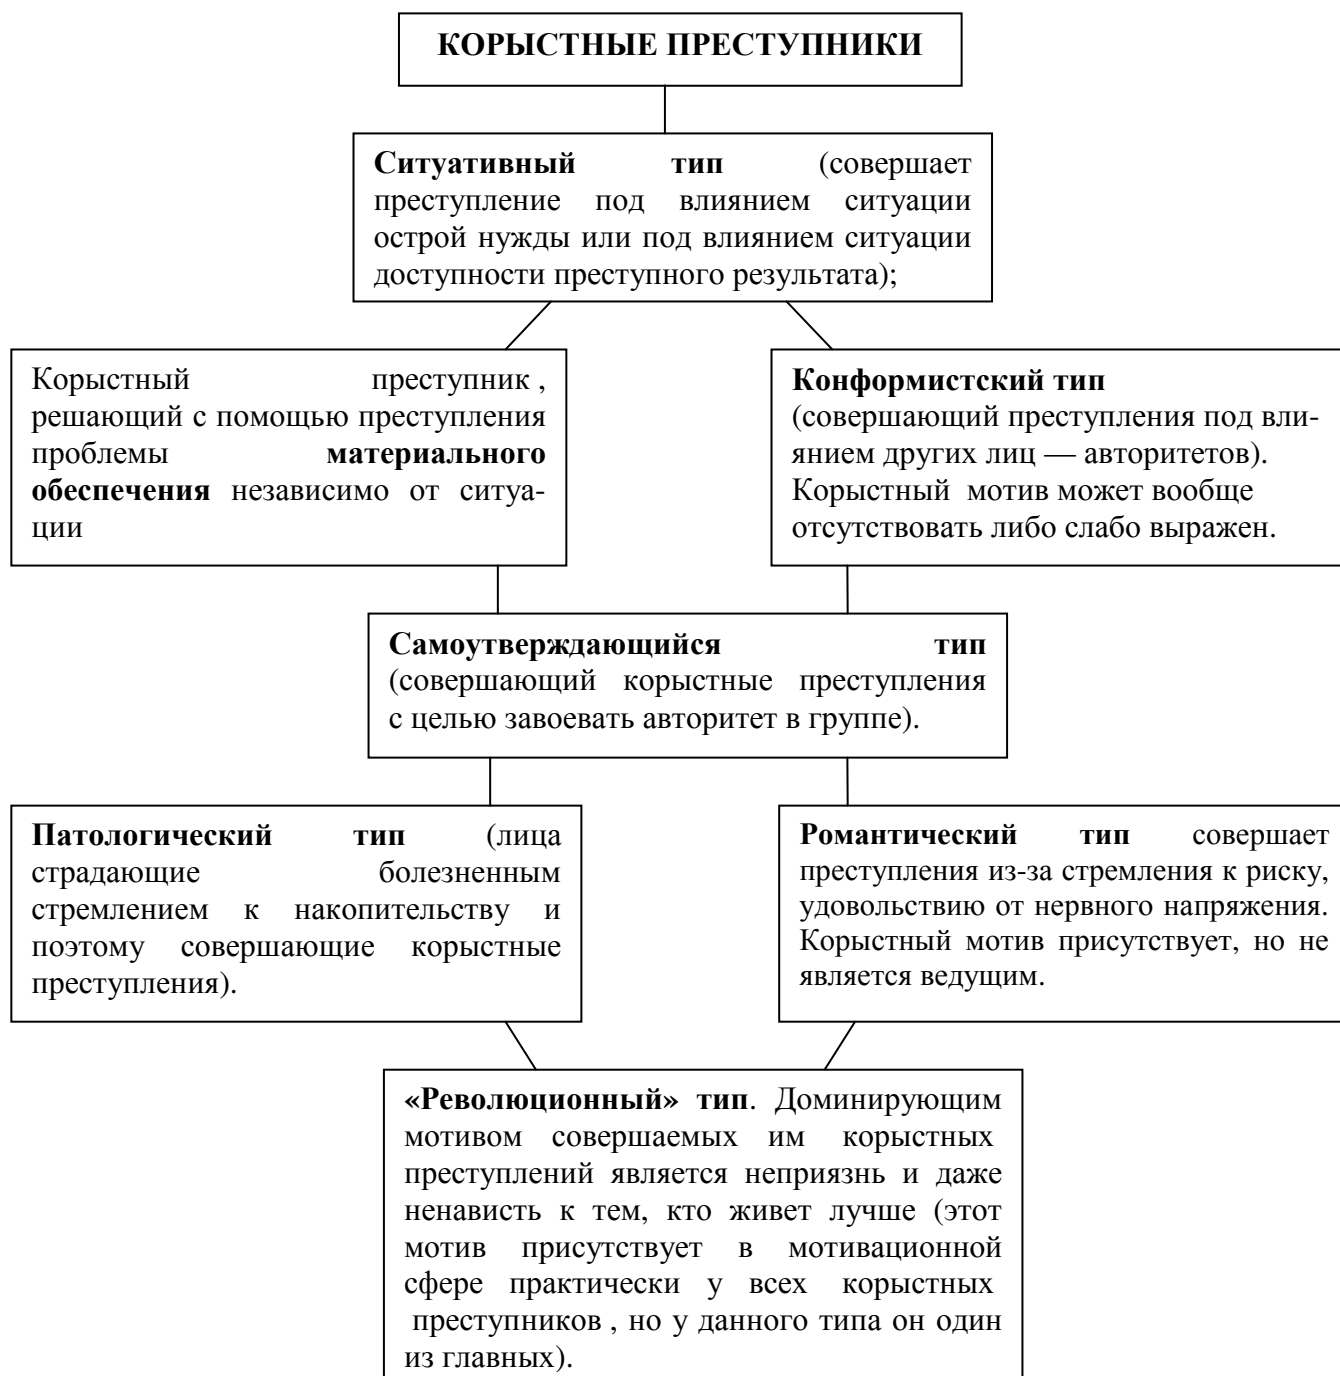 КОРЫСТНЫЕ ПРЕСТУПНИКИ
Ситуативный тип (совершает
преступление под влиянием ситуации
острой нужды или под влиянием ситуации
доступности преступного результата);
Корыстный преступник ,
решающий с помощью преступления
проблемы материального
обеспечения независимо от ситуа-
ции
Конформистский тип
(совершающий преступления под вли-
янием других лиц — авторитетов).
Корыстный мотив может вообще
отсутствовать либо слабо выражен.
Самоутверждающийся тип
(совершающий корыстные преступления
с целью завоевать авторитет в группе).
Патологический тип (лица
страдающие болезненным
стремлением к накопительству и
поэтому совершающие корыстные
преступления).
Романтический тип совершает
преступления из-за стремления к риску,
удовольствию от нервного напряжения.
Корыстный мотив присутствует, но не
является ведущим.
«Революционный» тип. Доминирующим
мотивом совершаемых им корыстных
преступлений является неприязнь и даже
ненависть к тем, кто живет лучше (этот
мотив присутствует в мотивационной
сфере практически у всех корыстных
преступников , но у данного типа он один
из главных).